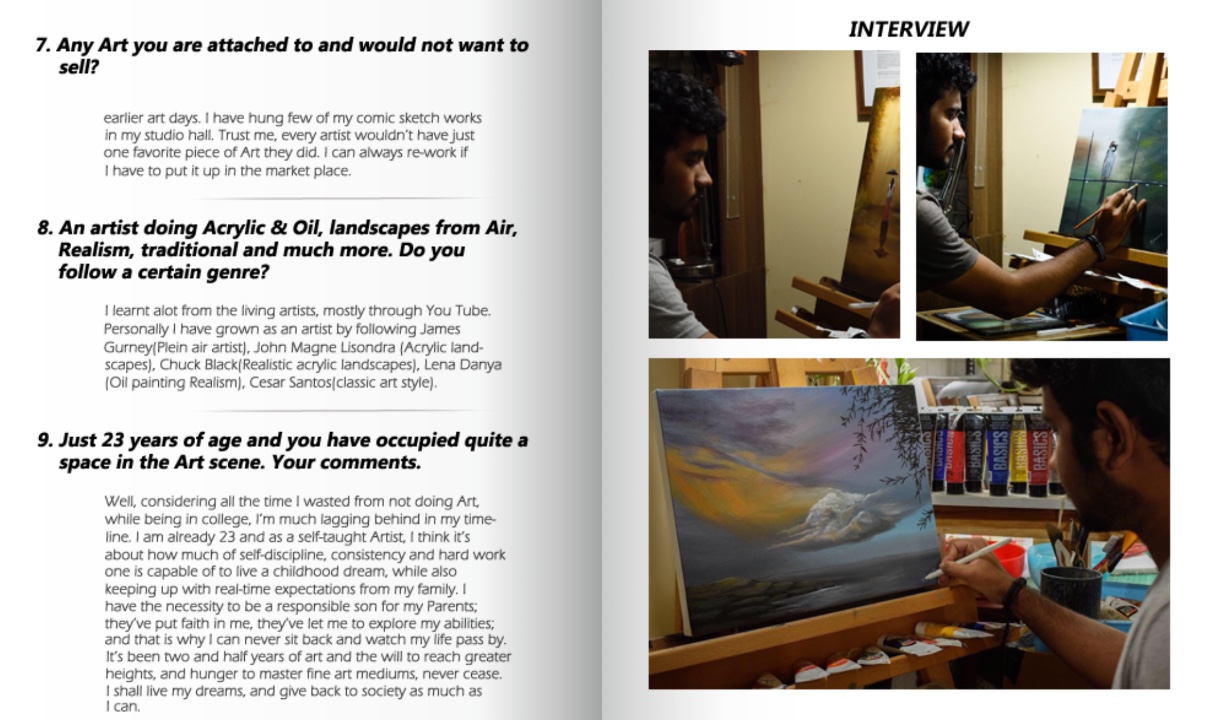 7. Any Art you are attached to and would not want to
sell?
earlier art days. I have hung few of my comic sketch works
in my studio hall. Trust me, every artist wouldn't have just
one favorite piece of Art they did. I can always re-work if
I have to put it up in the market place.
8. An artist doing Acrylic & Oil, landscapes from Air,
Realism, traditional and much more. Do you
follow a certain genre?
I learnt alot from the living artists, mostly through You Tube.
Personally I have grown as an artist by following James
Gurney(Plein air artist), John Magne Lisondra (Acrylic land-
scapes), Chuck Black(Realistic acrylic landscapes), Lena Danya
(Oil painting Realism), Cesar Santos(classic art style).
9. Just 23 years of age and you have occupied quite a
space in the Art scene. Your comments.
Well, considering all the time I wasted from not doing Art,
while being in college, I'm much lagging behind in my time-
line. I am already 23 and as a self-taught Artist, I think it's
about how much of self-discipline, consistency and hard work
one is capable of to live a childhood dream, while also
keeping up with real-time expectations from my family. I
have the necessity to be a responsible son for my Parents;
they've put faith in me, they've let me to explore my abilities;
and that is why I can never sit back and watch my life pass by.
It's been two and half years of art and the will to reach greater
heights, and hunger to master fine art mediums, never cease.
I shall live my dreams, and give back to society as much as
I can.
INTERVIEW
BASICS
BASICS
BASICS
BASICS
BASICS
BASICS